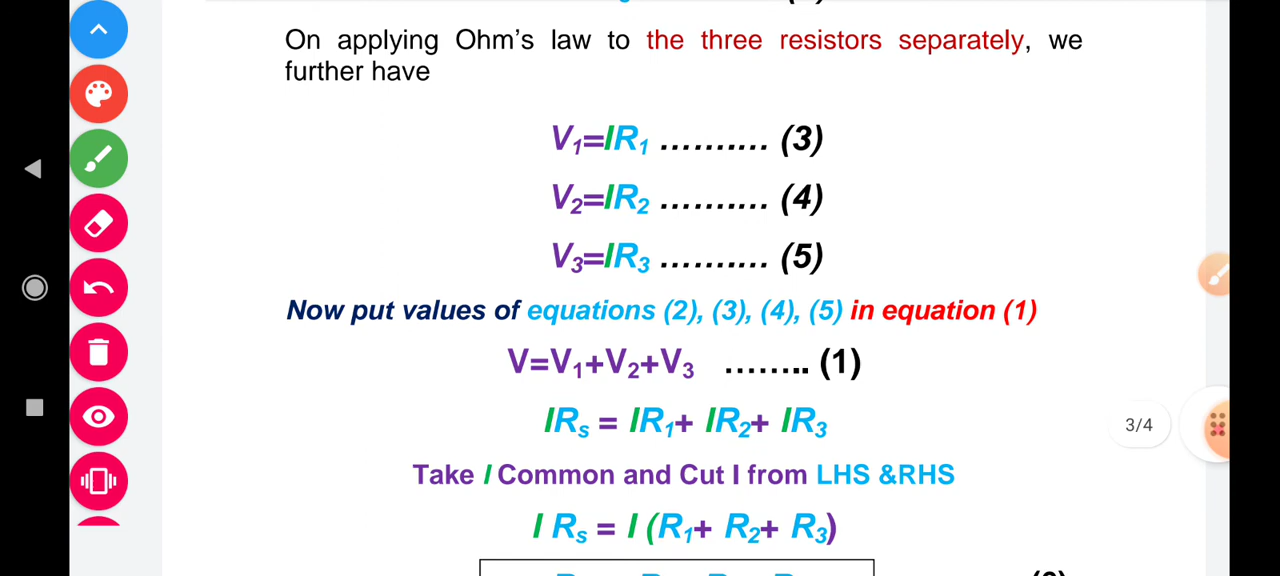 On applying Ohm's law to the three resistors separately, we
further have
V1=IR1 .......... (3)
V2=IR2 .......... (4)
V3=IR3 .......... (5)
Now put values of equations (2), (3), (4), (5) in equation (1)
V=V1+V2+V3 ........ (1)
IRs = IR1+ IR2+ IR3
3/4
Take I Common and Cut I from LHS &RHS
I Rs = I (R1+ R2+ R3)